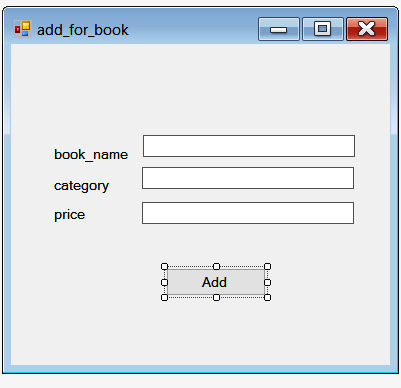 add_for_book
book_name
category
price
Add